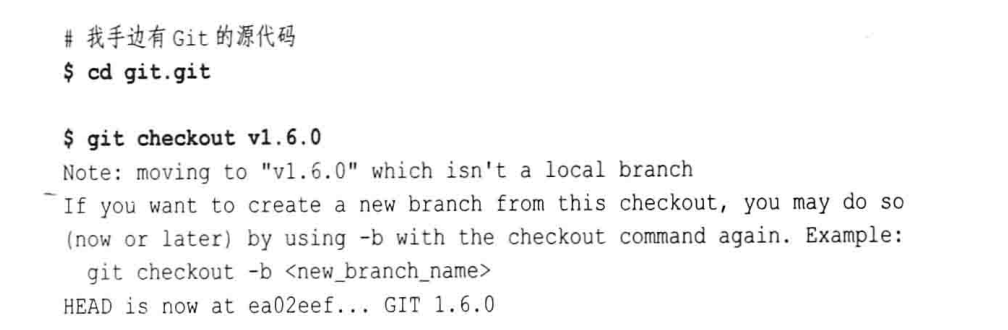 # 我手边有 Git 的源代码
$ cd git.git
$ git checkout v1.6.0
Note: moving to "v1.6.0" which isn't a local branch
If you want to create a new branch from this checkout, you may do so
(now or later) by using -b with the checkout command again. Example:
  git checkout -b <new_branch_name>
HEAD is now at ea02eef... GIT 1.6.0